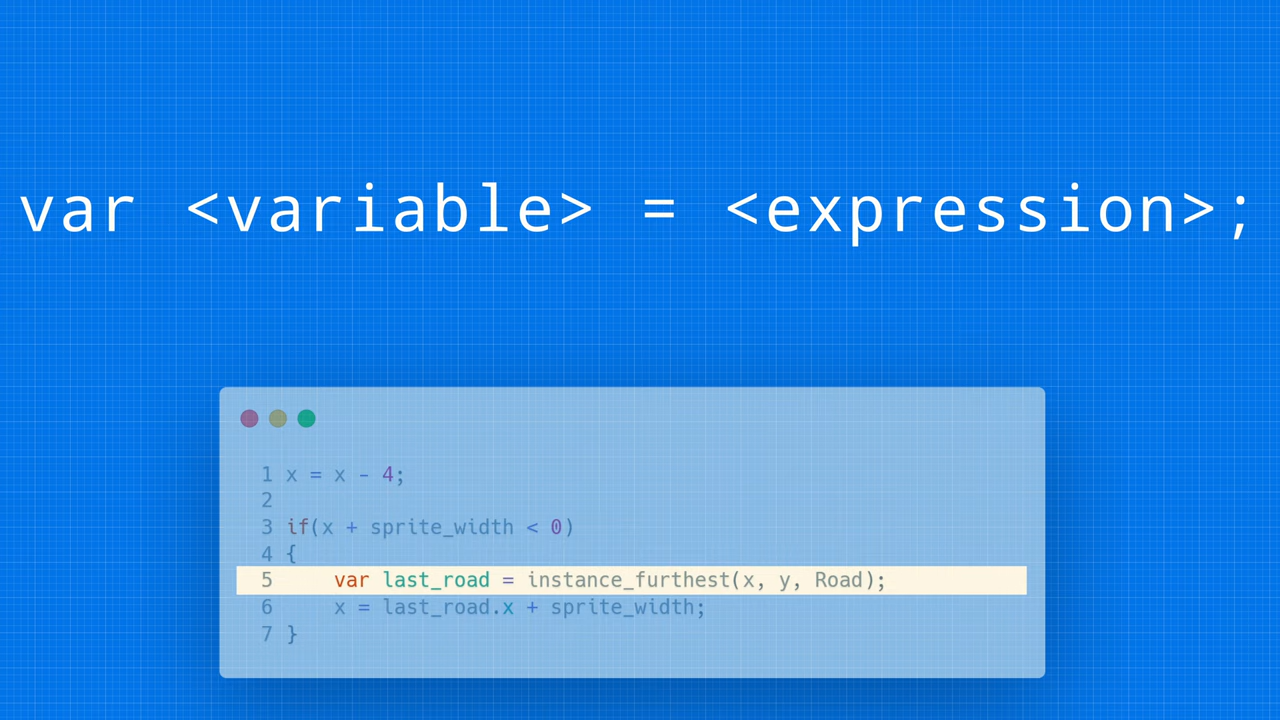 var <variable> = <expression>;
1 x = x - 4;
2
3 if(x + sprite_width < 0)
4 {
5     var last_road = instance_furthest(x, y, Road);
6     x = last_road.x + sprite_width;
7 }